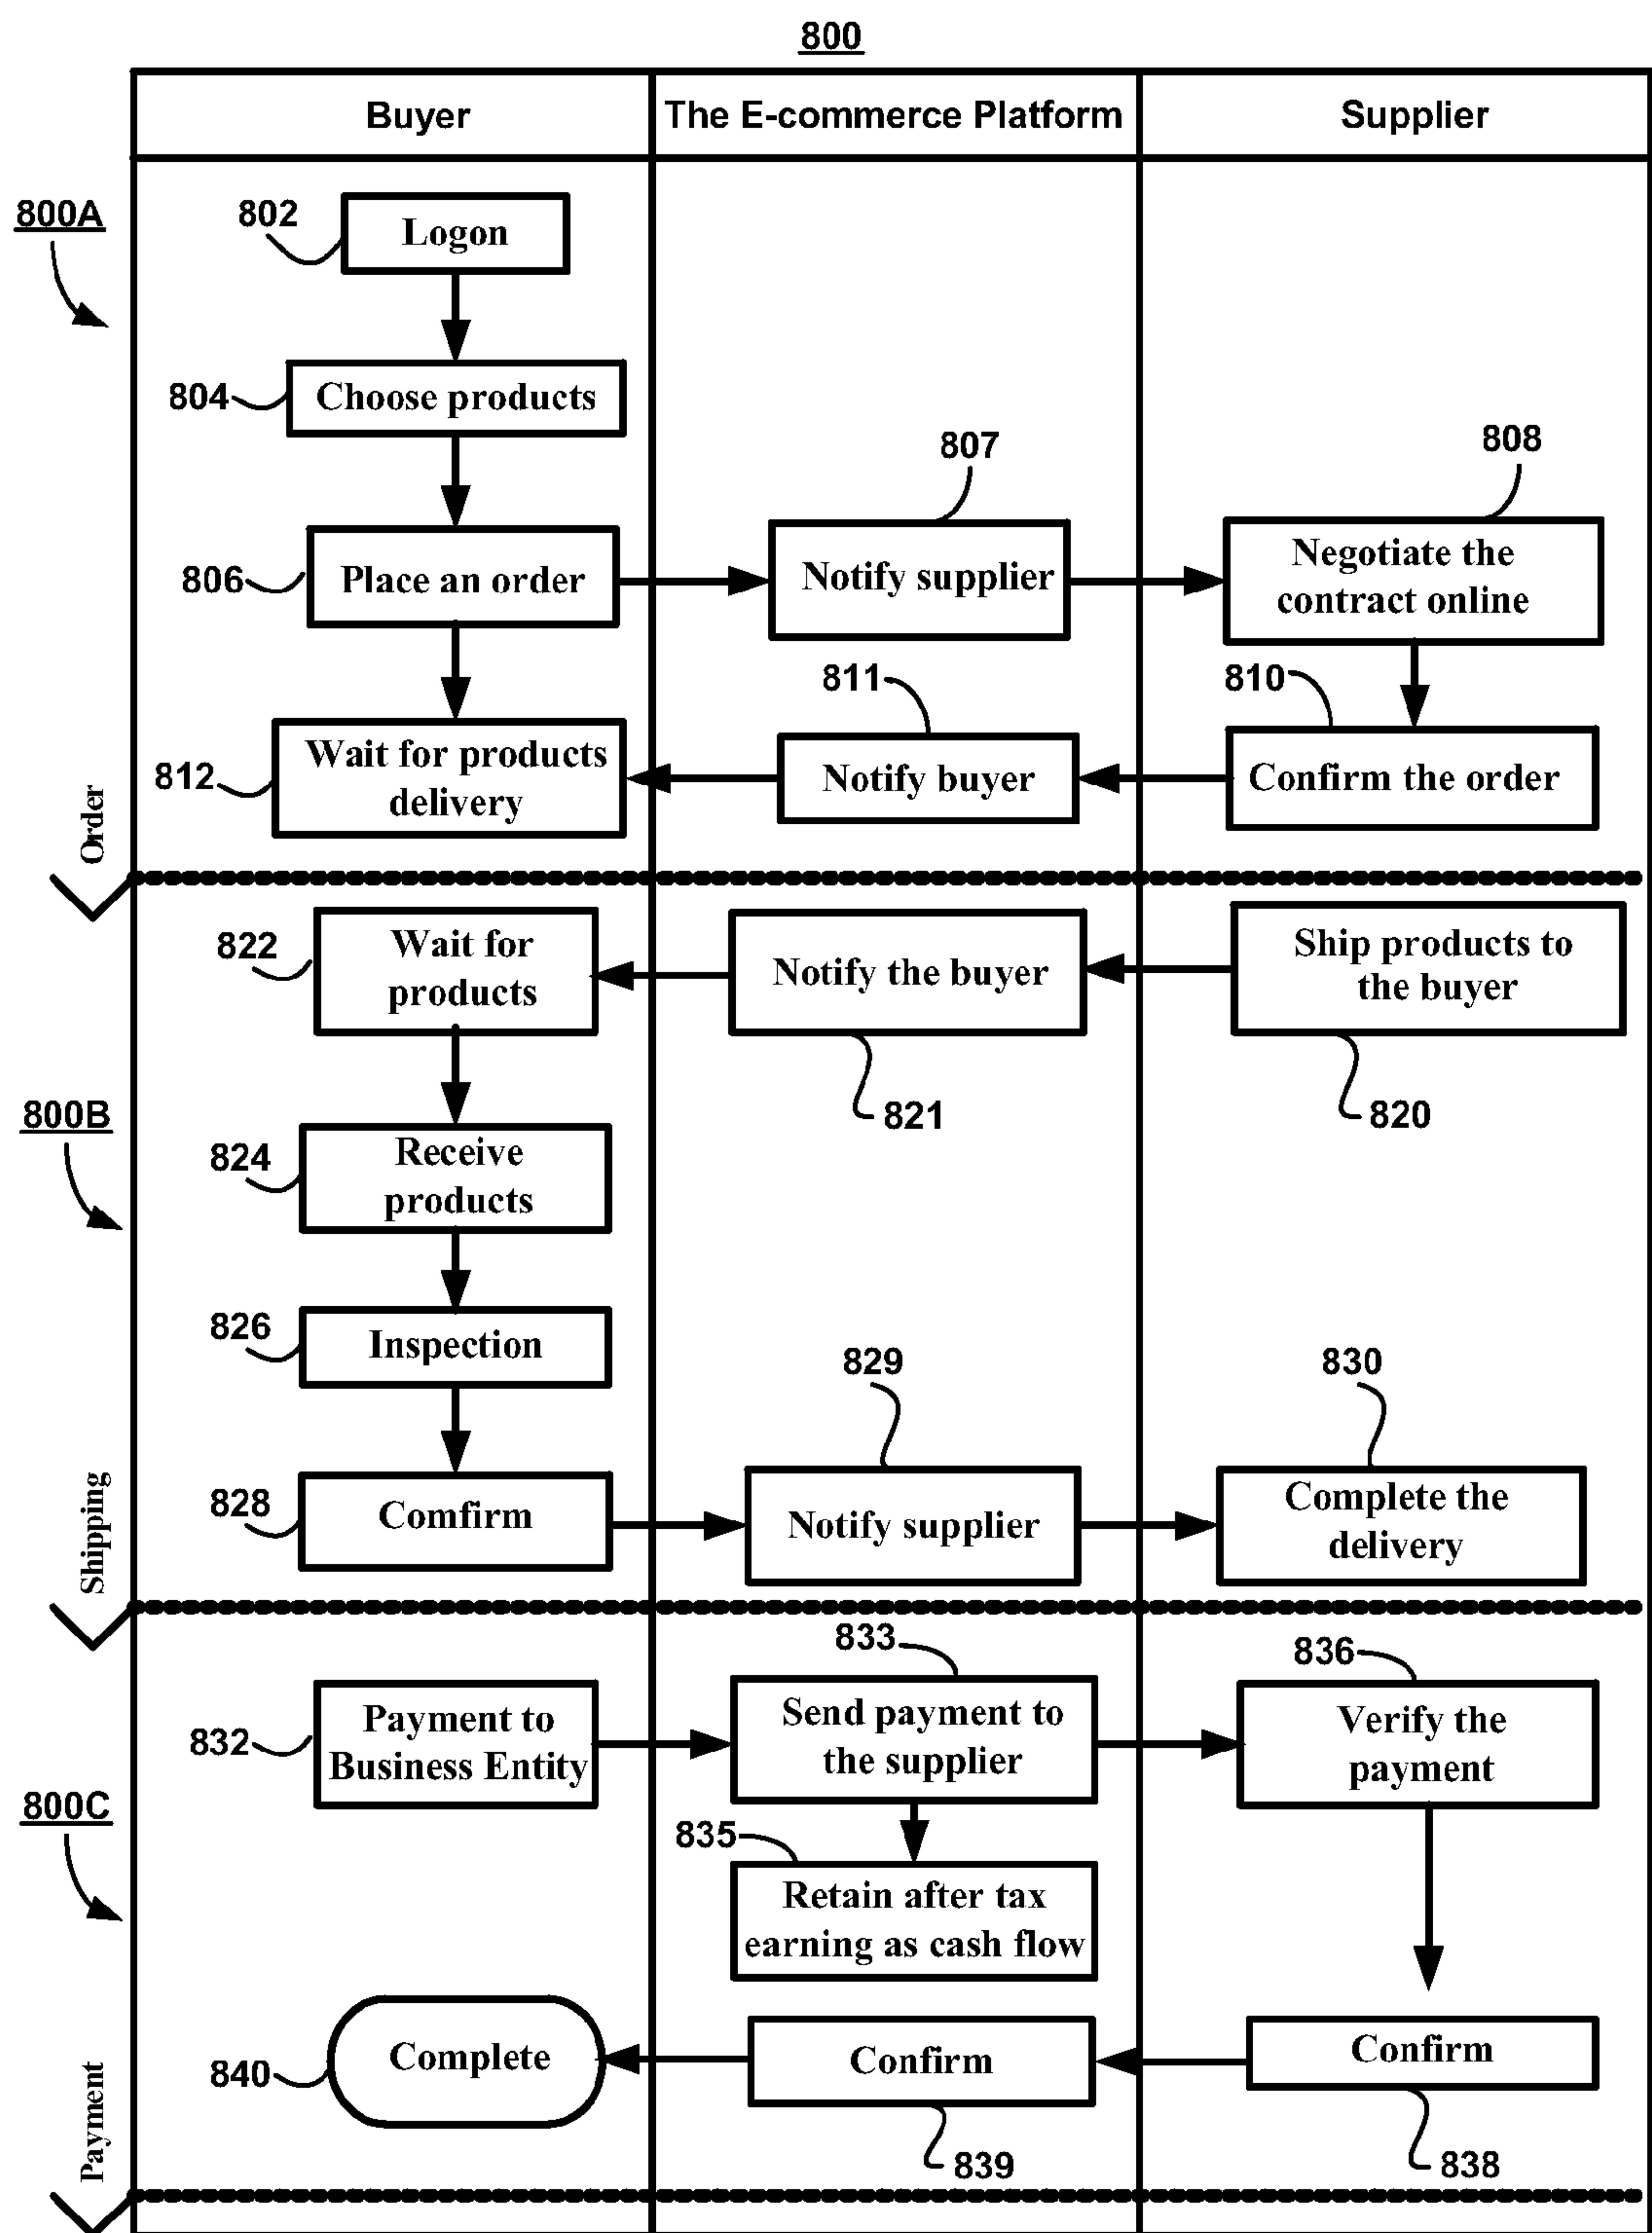 800
Buyer
The E-commerce Platform
Supplier
800A
802
Logon
804
Choose products
807
808
806
Place an order
Notify supplier
Negotiate the
contract online
811
810
812
Wait for products
delivery
Notify buyer
Confirm the order
Order
822
Wait for
products
Notify the buyer
Ship products to
the buyer
821
820
800B
824
Receive
products
826
Inspection
829
830
828
Comfirm
Notify supplier
Complete the
delivery
Shipping
833
836
832
Payment to
Business Entity
Send payment to
the supplier
Verify the
payment
800C
835
Retain after tax
earning as cash flow
840
Complete
Confirm
Confirm
839
838
Payment